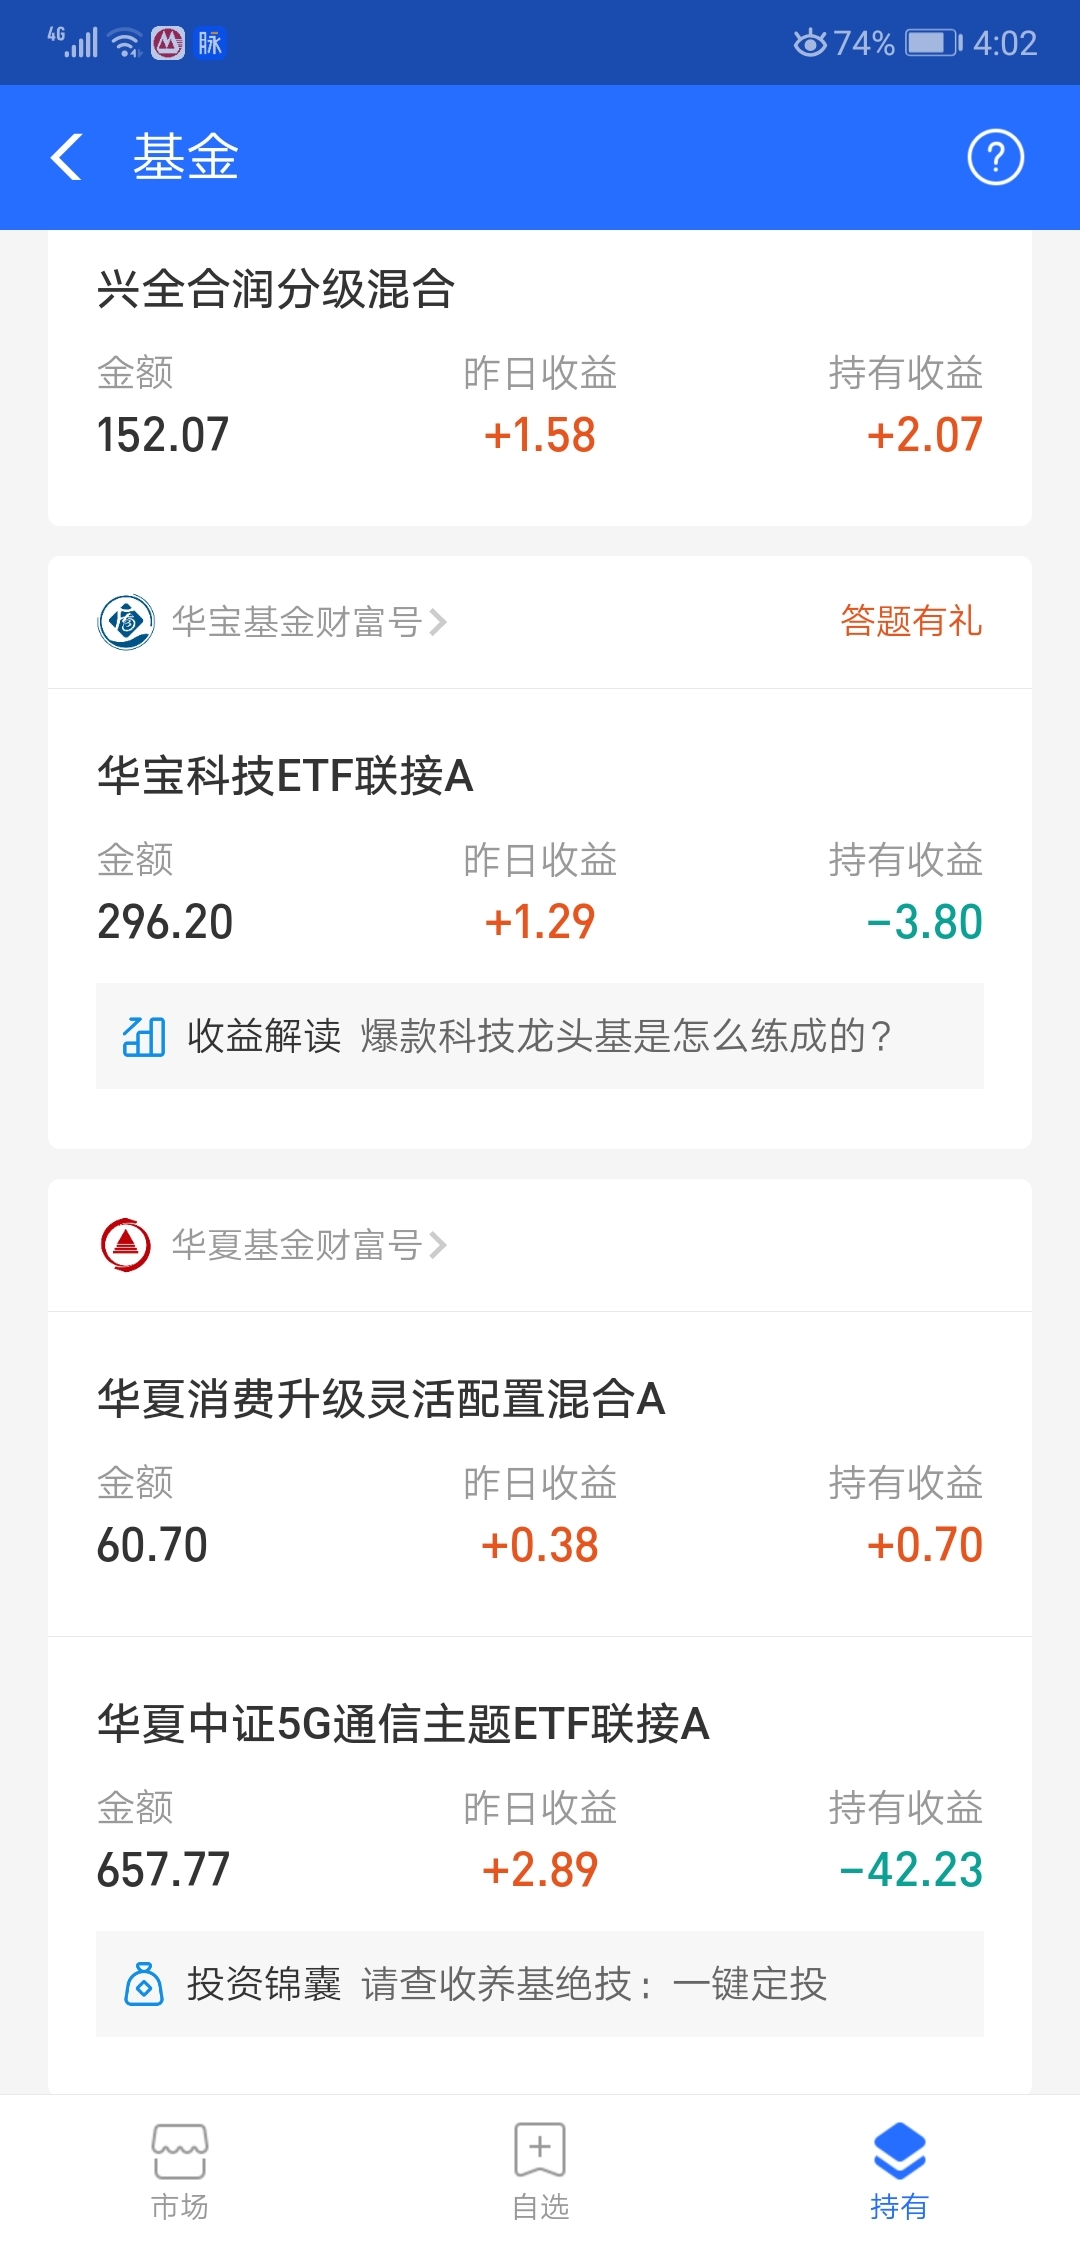 4G 脉 74% 4:02
基金 ?
兴全合润分级混合
金额 昨日收益 持有收益
152.07 +1.58 +2.07
华宝基金财富号 答题有礼
华宝科技ETF联接A
金额 昨日收益 持有收益
296.20 +1.29 -3.80
收益解读 爆款科技龙头基是怎么练成的?
华夏基金财富号
华夏消费升级灵活配置混合A
金额 昨日收益 持有收益
60.70 +0.38 +0.70
华夏中证5G通信主题ETF联接A
金额 昨日收益 持有收益
657.77 +2.89 -42.23
投资锦囊 请查收养基绝技：一键定投
市场 自选 持有